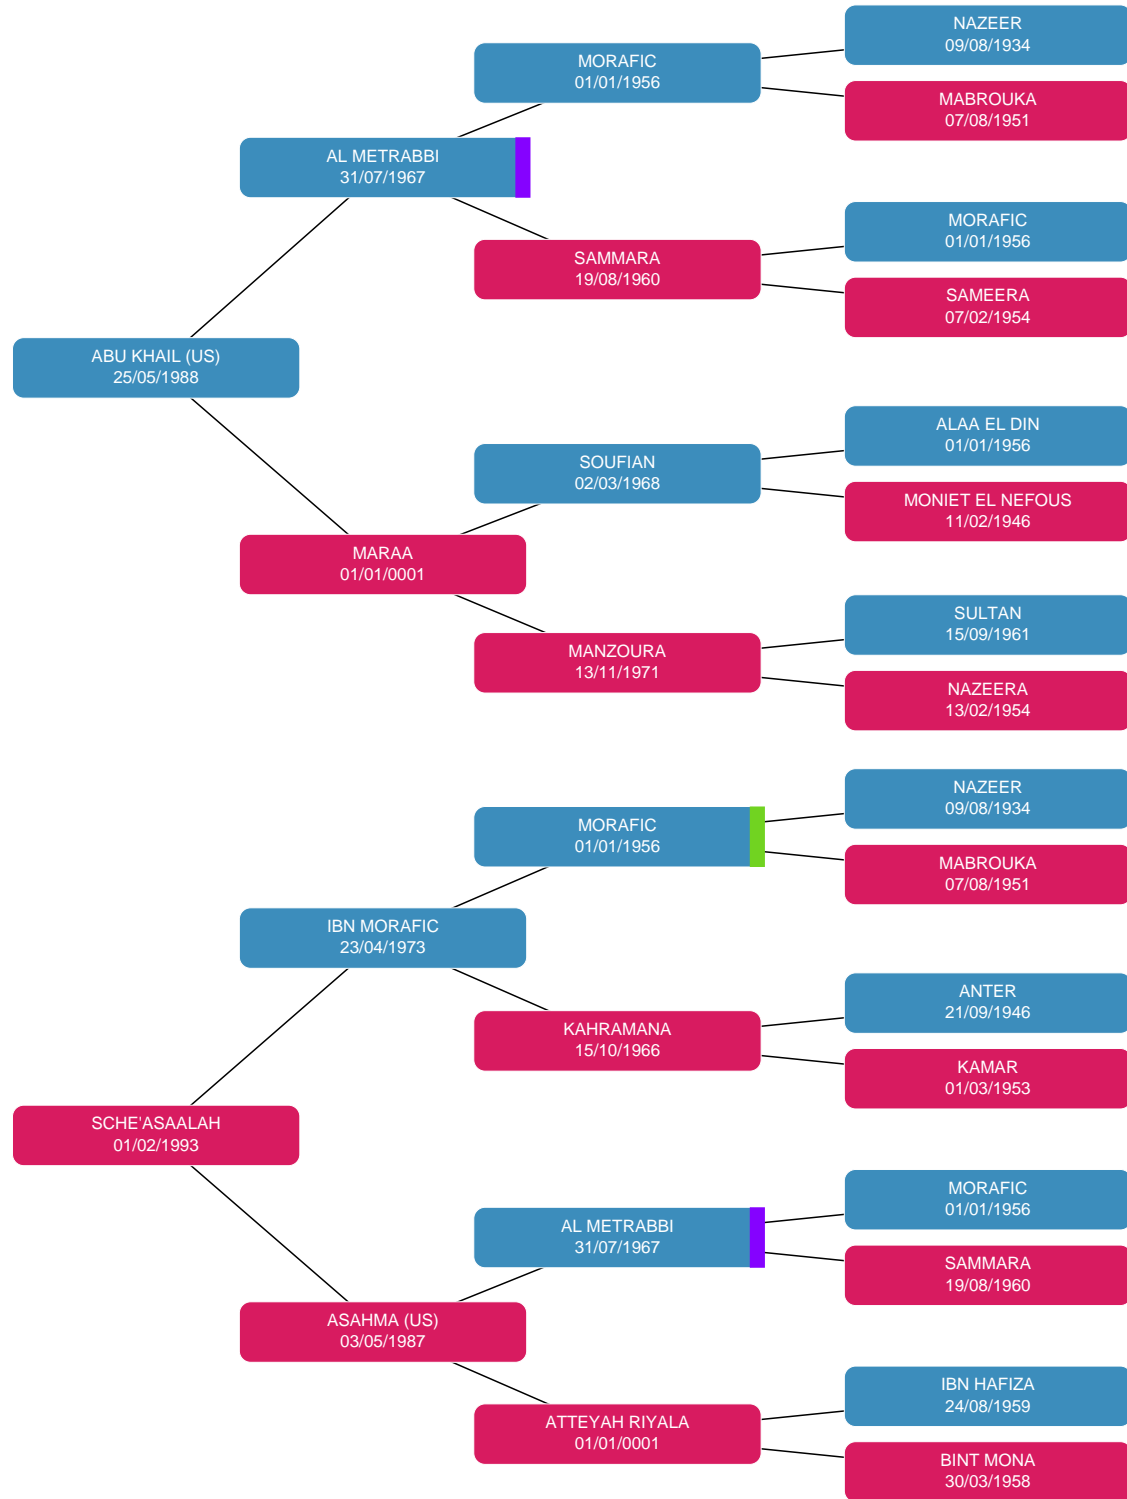 NAZEER
09/08/1934
MORAFIC
01/01/1956
MABROUKA
07/08/1951
AL METRABBI
31/07/1967
MORAFIC
01/01/1956
SAMMARA
19/08/1960
SAMEERA
07/02/1954
ABU KHAIL (US)
25/05/1988
ALAA EL DIN
01/01/1956
SOUFIAN
02/03/1968
MONIET EL NEFOUS
11/02/1946
MARAA
01/01/0001
SULTAN
15/09/1961
MANZOURA
13/11/1971
NAZEERA
13/02/1954
NAZEER
09/08/1934
MORAFIC
01/01/1956
MABROUKA
07/08/1951
IBN MORAFIC
23/04/1973
ANTER
21/09/1946
KAHRAMANA
15/10/1966
KAMAR
01/03/1953
SCHE'ASAALAH
01/02/1993
MORAFIC
01/01/1956
AL METRABBI
31/07/1967
SAMMARA
19/08/1960
ASAHMA (US)
03/05/1987
IBN HAFIZA
24/08/1959
ATTEYAH RIYALA
01/01/0001
BINT MONA
30/03/1958